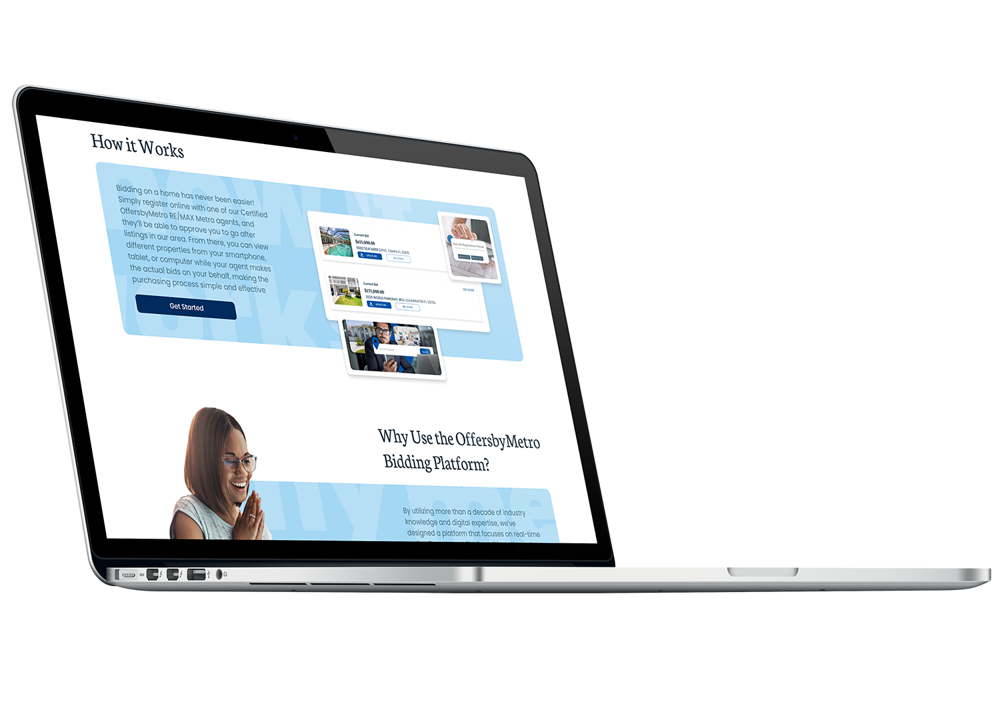 How it Works
Bidding on a home has never been easier!
Simply register online with one of our Certified
OffersbyMetro RE/MAX Metro agents, and
they'll be able to approve you to go after
listings in our area. From there, you can view
different properties from your smartphone,
tablet, or computer while your agent makes
the actual bids on your behalf, making the
purchasing process simple and effective
Get Started
Current Bid
$655,000.00
6602 SEAFAIRER DRIVE, TAMPA FL 33615
UPDATE BID
SEE LISTING
Start the Registration Process
Current Bid
$175,000.00
SEE MORE
2020 WORLD PARKWAY, #24, CLEARWATER FL 33763
UPDATE BID
SEE LISTING
Search Properties
Why Use the OffersbyMetro
Bidding Platform?
By utilizing more than a decade of industry
knowledge and digital expertise, we've
designed a platform that focuses on real-time